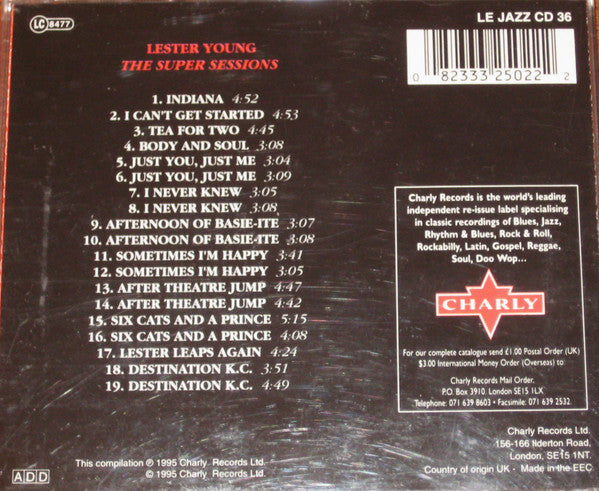 LC 8477
LE JAZZ CD 36
0 82333 25022 2
LESTER YOUNG
THE SUPER SESSIONS
1. INDIANA 4:52
2. I CAN'T GET STARTED 4:53
3. TEA FOR TWO 4:45
4. BODY AND SOUL 3:08
5. JUST YOU, JUST ME 3:04
6. JUST YOU, JUST ME 3:09
7. I NEVER KNEW 3:05
8. I NEVER KNEW 3:08
9. AFTERNOON OF BASIE-ITE 3:07
10. AFTERNOON OF BASIE-ITE 3:08
11. SOMETIMES I'M HAPPY 3:41
12. SOMETIMES I'M HAPPY 3:05
13. AFTER THEATRE JUMP 4:47
14. AFTER THEATRE JUMP 4:42
15. SIX CATS AND A PRINCE 5:15
16. SIX CATS AND A PRINCE 4:08
17. LESTER LEAPS AGAIN 4:24
18. DESTINATION K.C. 3:51
19. DESTINATION K.C. 4:49
Charly Records is the world's leading
independent re-issue label specialising
in classic recordings of Blues, Jazz,
Rhythm & Blues, Rock & Roll,
Rockabilly, Latin, Gospel, Reggae,
Soul, Doo Wop...
CHARLY
For our complete catalogue send £1.00 Postal Order (UK)
$3.00 International Money Order (Overseas) to:
Charly Records Mail Order,
P.O. Box 3910. London SE15 1LX
Telephone: 071 639 8603 • Facsimile: 071 639 2532.
Charly Records Ltd.
156-166 Ilderton Road,
London, SE15 1NT.
Country of origin UK - Made in the EEC
This compilation ℗ 1995 Charly Records Ltd.
© 1995 Charly Records Ltd.
ADD